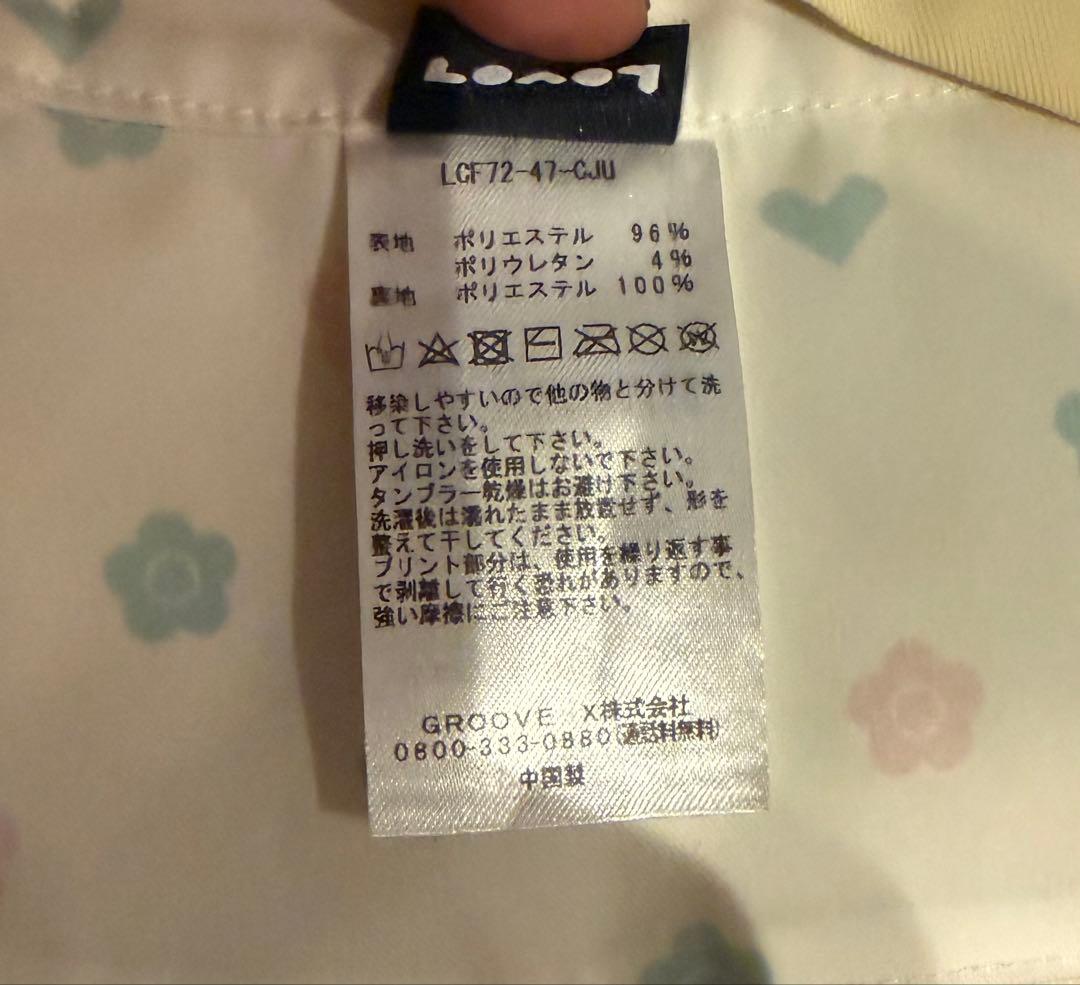 LOVOT
LCF72-47-CJU
表地 ポリエステル 96%
ポリウレタン 4%
裏地 ポリエステル 100%
移染しやすいので他の物と分けて洗
って下さい。
押し洗いをして下さい。
アイロンを使用しないで下さい。
タンブラー乾燥はお避け下さい。
洗濯後は濡れたまま放置せず、形を
整えて干してください。
プリント部分は、使用を繰り返す事
で剥離して行く恐れがありますので、
強い摩擦にご注意下さい。
GROOVE X株式会社
0800-333-0880(通話料無料)
中国製